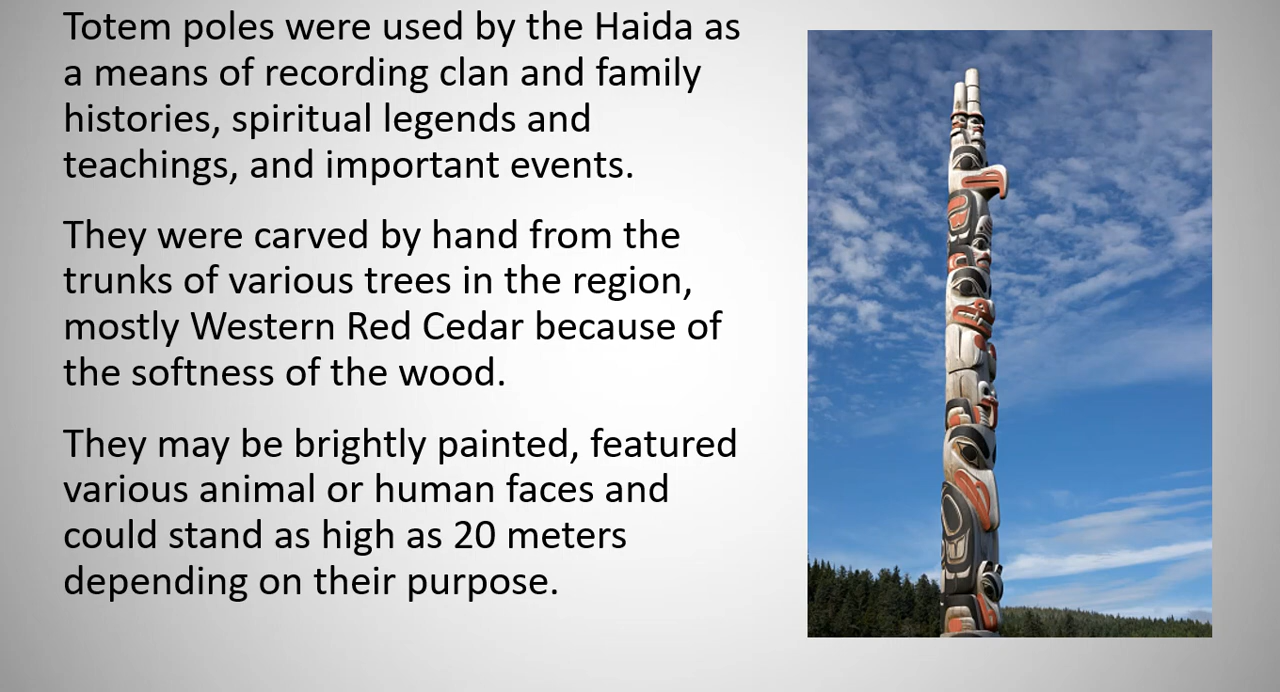 Totem poles were used by the Haida as
a means of recording clan and family
histories, spiritual legends and
teachings, and important events.
They were carved by hand from the
trunks of various trees in the region,
mostly Western Red Cedar because of
the softness of the wood.
They may be brightly painted, featured
various animal or human faces and
could stand as high as 20 meters
depending on their purpose.